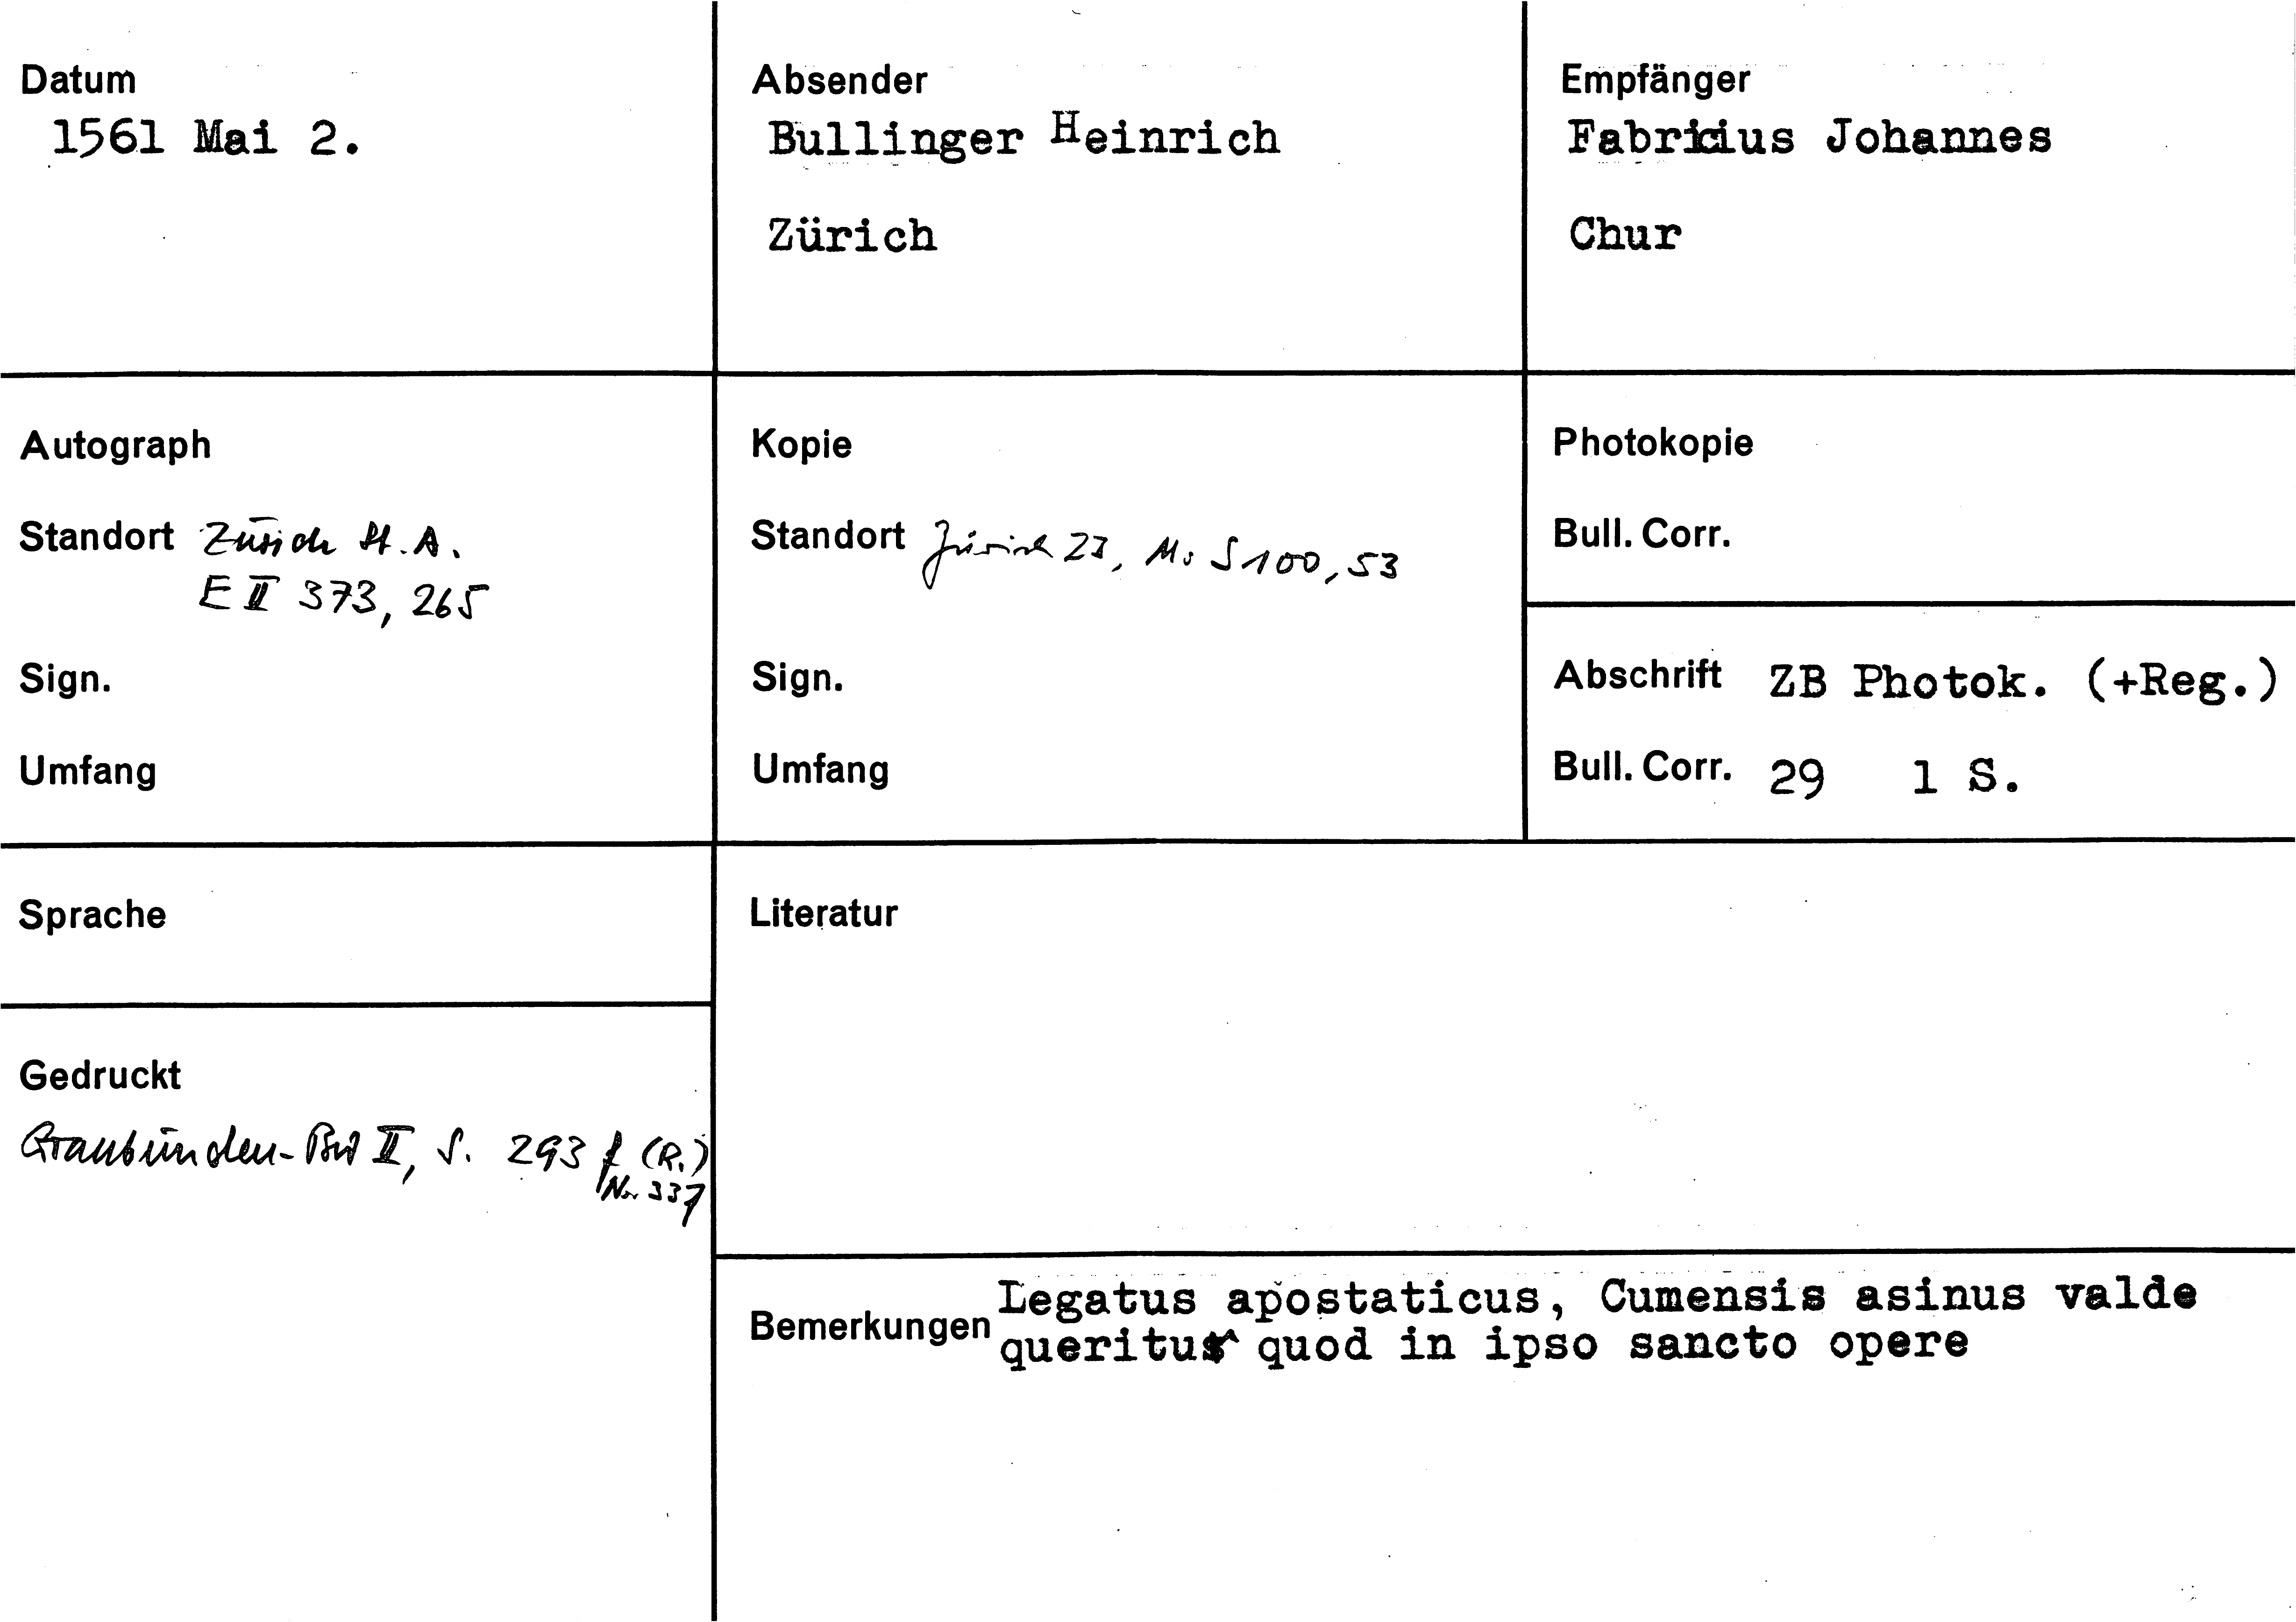 Datum
1561 Mai 2.
Absender
Bullinger Heinrich
Zürich
Empfänger
Fabricius Johannes
Chur
Autograph
Standort Zürich St. A.
E II 373, 265
Sign.
Umfang
Kopie
Standort Zürich ZB, Ms S 100, 53
Sign.
Umfang
Photokopie
Bull. Corr.
Abschrift ZB Photok. (+Reg.)
Bull. Corr. 29 1 S.
Sprache
Literatur
Gedruckt
Graubünden-Bw II, S. 293 f (R.)
Nr. 337
Bemerkungen
Legatus apostaticus, Cumensis asinus valde
queritur quod in ipso sancto opere